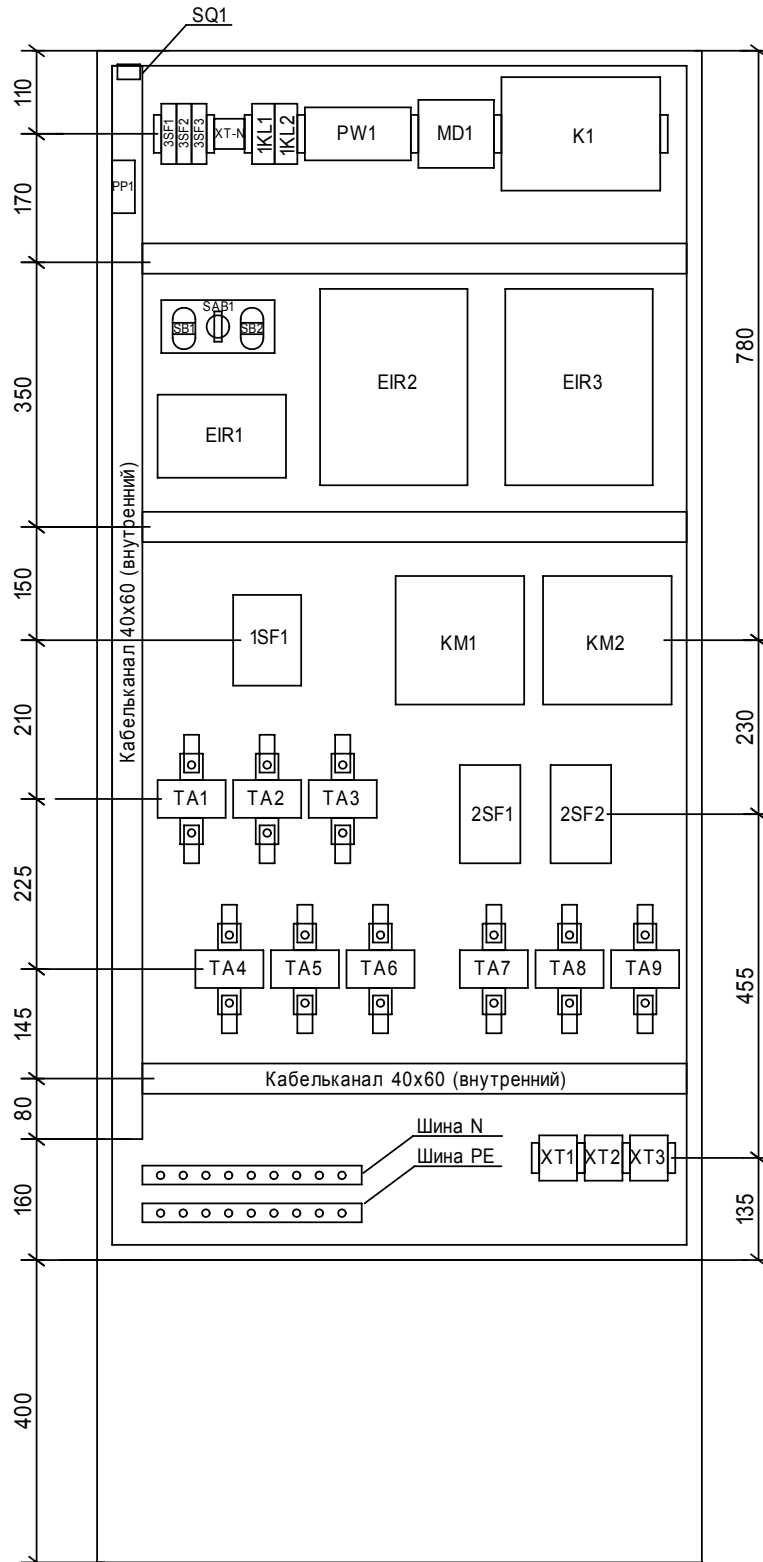 SQ1
110
3SF1
3SF2
3SF3
XT-N
1KL1
1KL2
PW1
MD1
K1
PP1
170
SAB1
SB1
SB2
EIR1
EIR2
EIR3
350
780
Кабельканал 40х60 (внутренний)
150
1SF1
KM1
KM2
210
230
TA1
TA2
TA3
2SF1
2SF2
225
TA4
TA5
TA6
TA7
TA8
TA9
455
145
Кабельканал 40х60 (внутренний)
80
Шина N
Шина PE
XT1
XT2
XT3
160
135
400